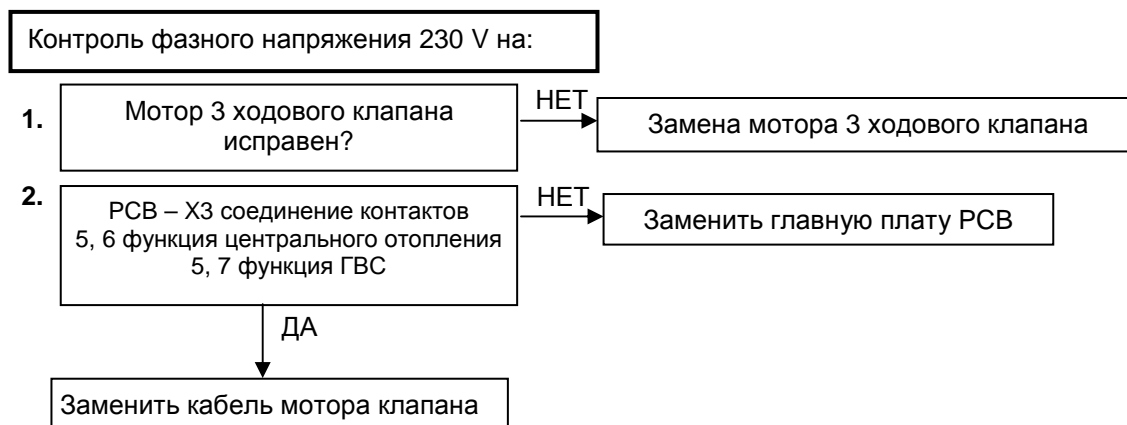 Контроль фазного напряжения 230 V на:
1.
Мотор 3 ходового клапана
исправен?
НЕТ
Замена мотора 3 ходового клапана
2.
PCB – X3 соединение контактов
5, 6 функция центрального отопления
5, 7 функция ГВС
НЕТ
Заменить главную плату PCB
ДА
Заменить кабель мотора клапана